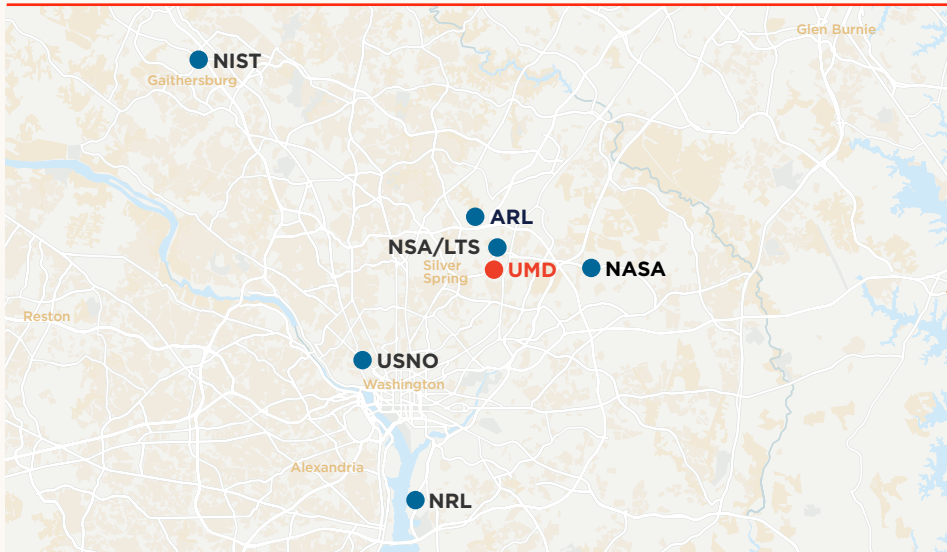 Glen Burnie
NIST
Gaithersburg
ARL
NSA/LTS
Silver
Spring
UMD
NASA
Reston
USNO
Washington
Alexandria
NRL